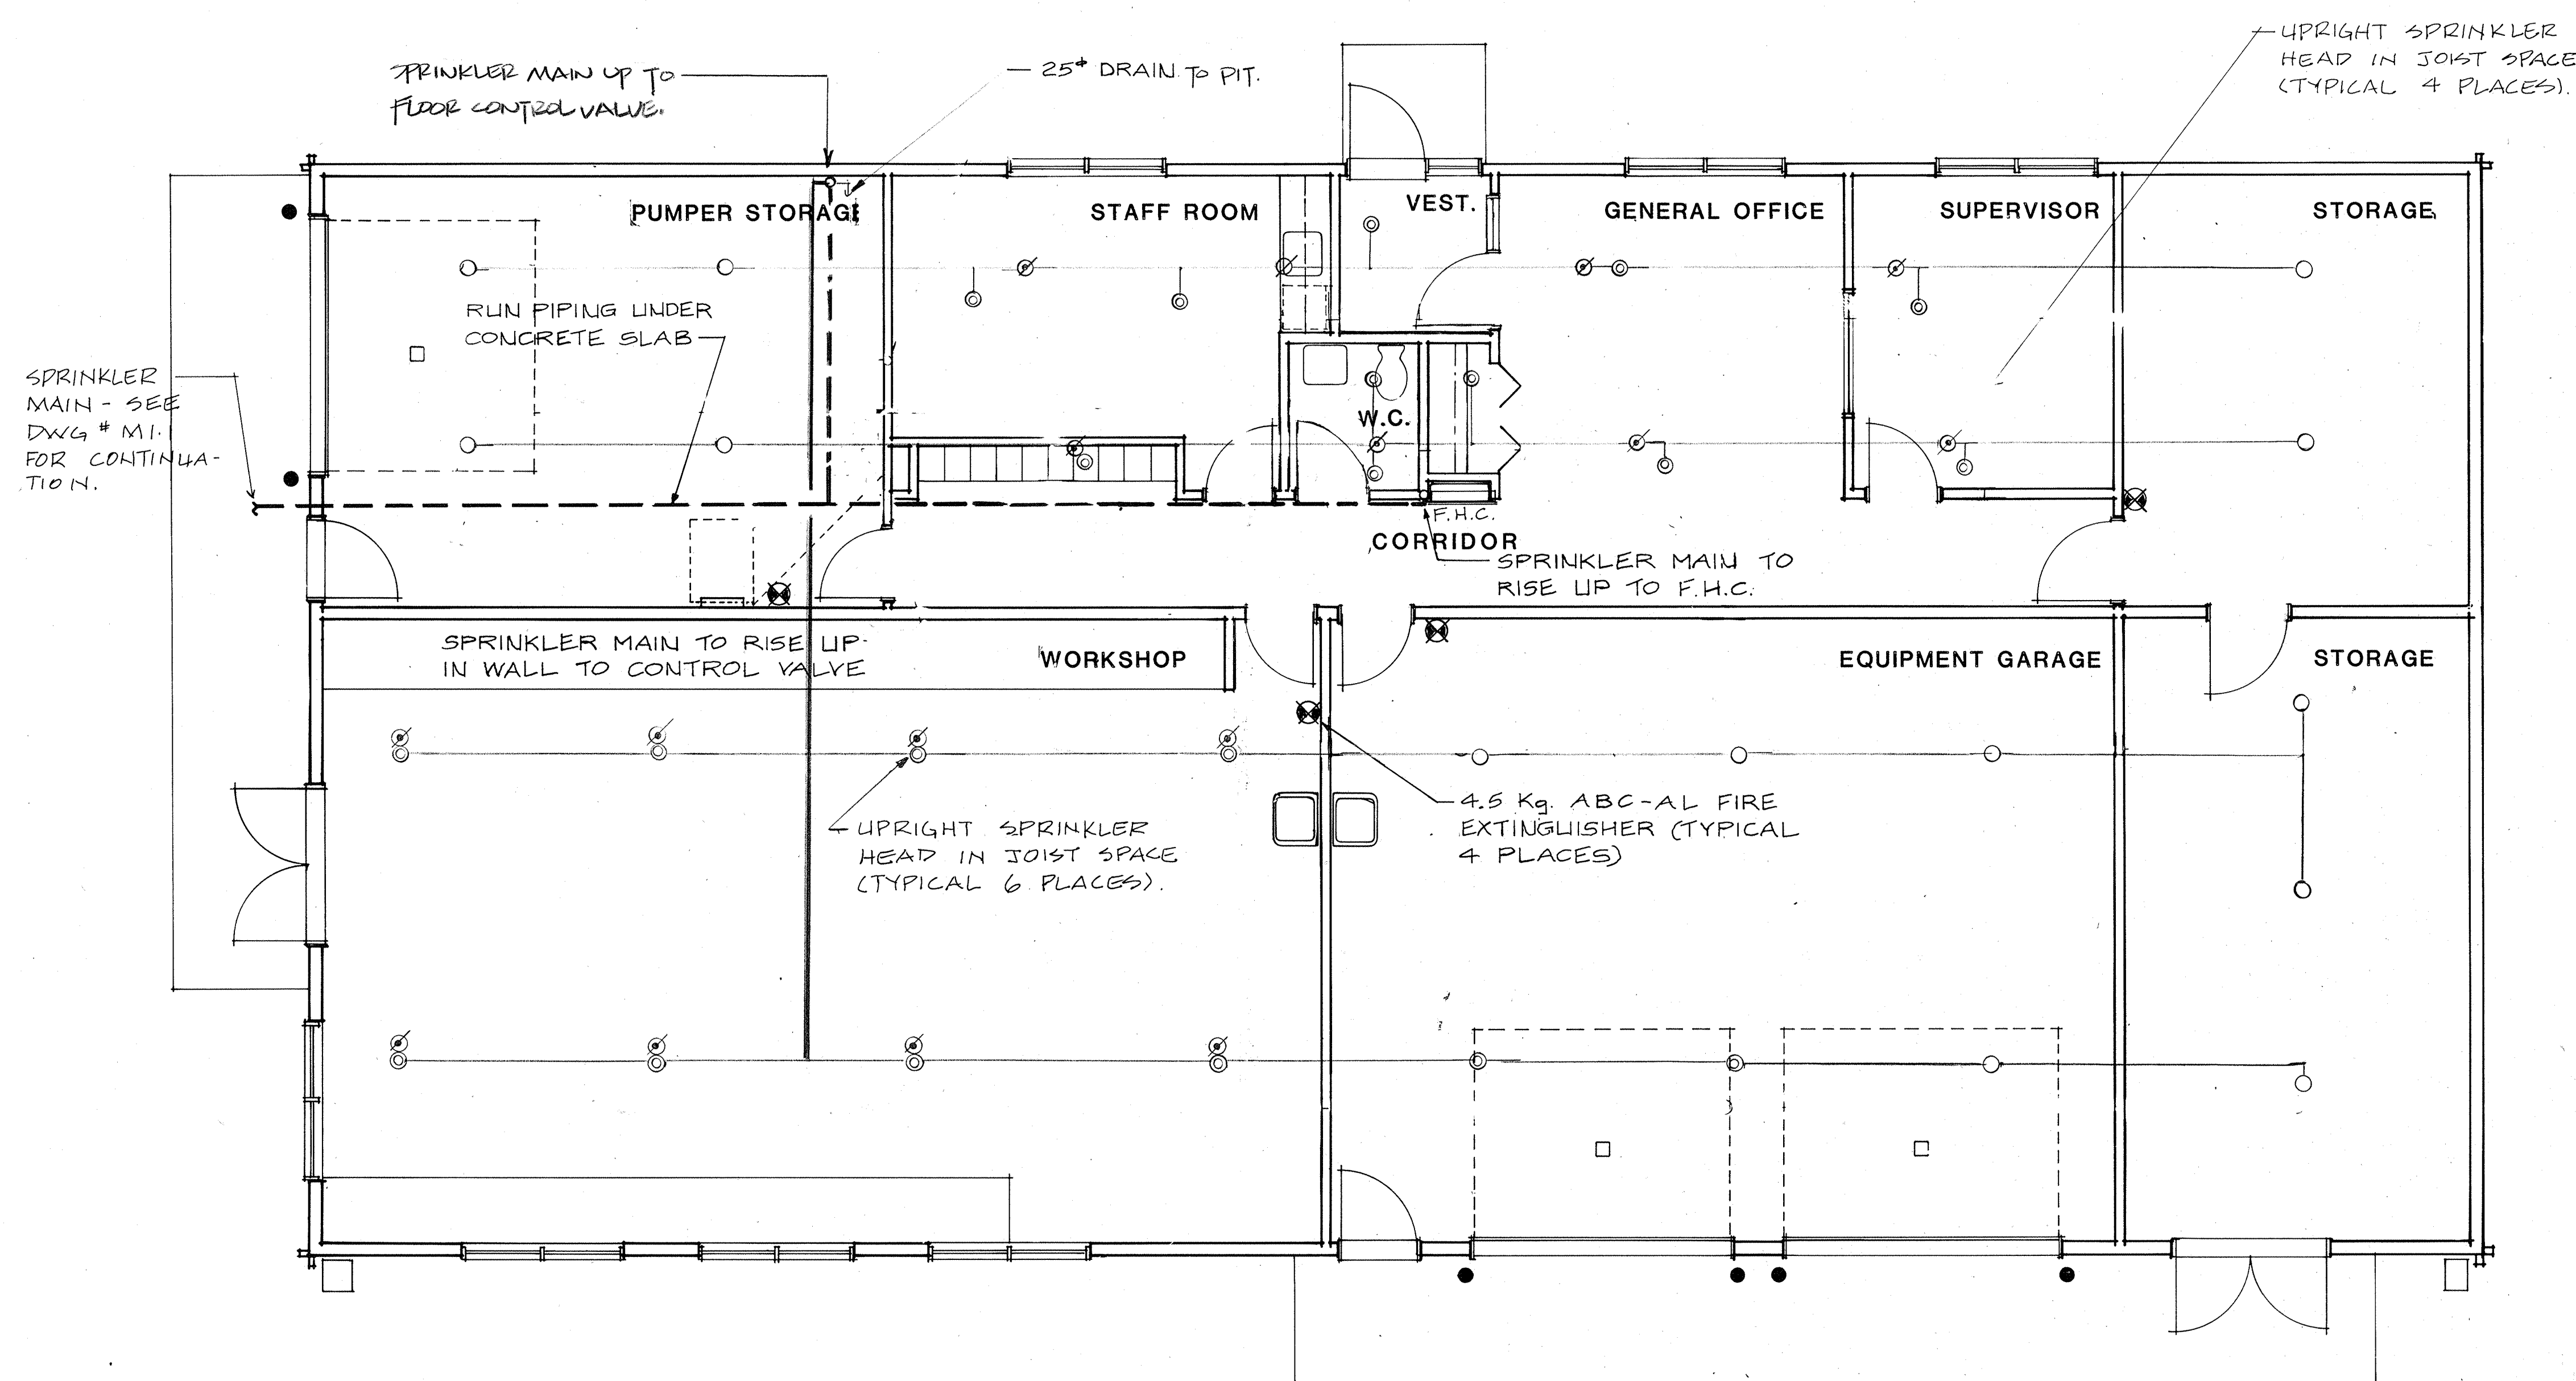 UPRIGHT SPRINKLER
HEAD IN JOIST SPACE
(TYPICAL 4 PLACES).
SPRINKLER MAIN UP TO
FLOOR CONTROL VALVE.
25ø DRAIN TO PIT.
PUMPER STORAGE
STAFF ROOM
VEST.
GENERAL OFFICE
SUPERVISOR
STORAGE
RUN PIPING UNDER
CONCRETE SLAB
SPRINKLER
MAIN - SEE
DWG # M1.1
FOR CONTINUA-
TION.
W.C.
F.H.C.
CORRIDOR
SPRINKLER MAIN TO
RISE UP TO F.H.C.
SPRINKLER MAIN TO RISE UP
IN WALL TO CONTROL VALVE
WORKSHOP
EQUIPMENT GARAGE
STORAGE
UPRIGHT SPRINKLER
HEAD IN JOIST SPACE
(TYPICAL 6 PLACES).
4.5 Kg. ABC-AL FIRE
EXTINGUISHER (TYPICAL
4 PLACES)